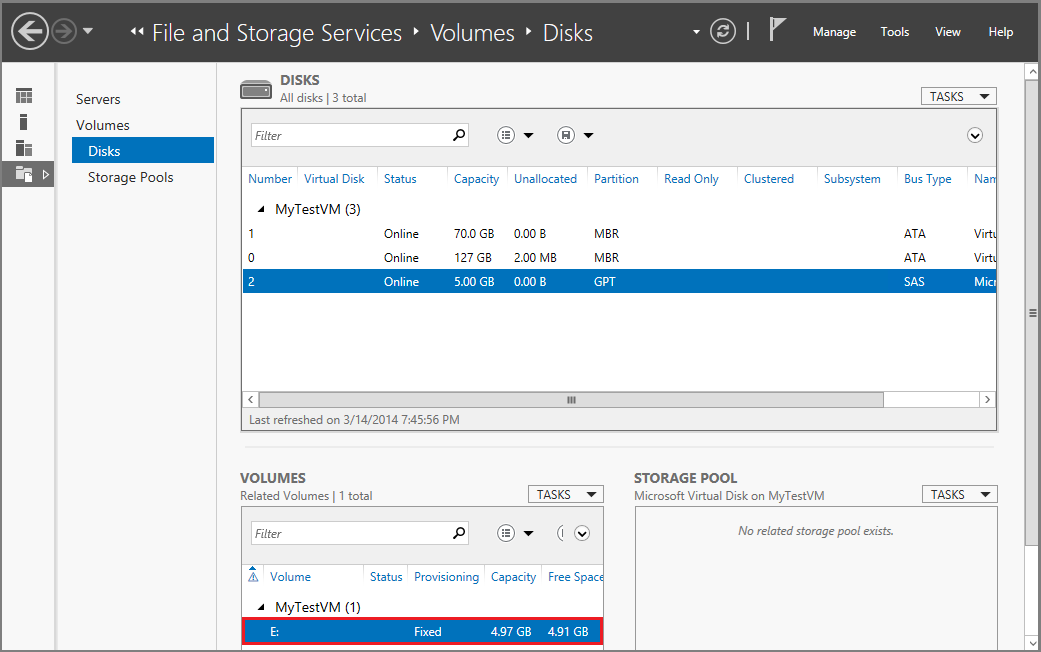 File and Storage Services Volumes Disks Manage Tools View Help
Servers
Volumes
Disks
Storage Pools
DISKS
All disks | 3 total
TASKS
Filter
Number Virtual Disk Status Capacity Unallocated Partition Read Only Clustered Subsystem Bus Type Nam
MyTestVM (3)
1 Online 70.0 GB 0.00 B MBR ATA Virtu
0 Online 127 GB 2.00 MB MBR ATA Virtu
2 Online 5.00 GB 0.00 B GPT SAS Micr
Last refreshed on 3/14/2014 7:45:56 PM
VOLUMES
Related Volumes | 1 total
TASKS
Filter
Volume Status Provisioning Capacity Free Space
MyTestVM (1)
E: Fixed 4.97 GB 4.91 GB
STORAGE POOL
Microsoft Virtual Disk on MyTestVM
TASKS
No related storage pool exists.